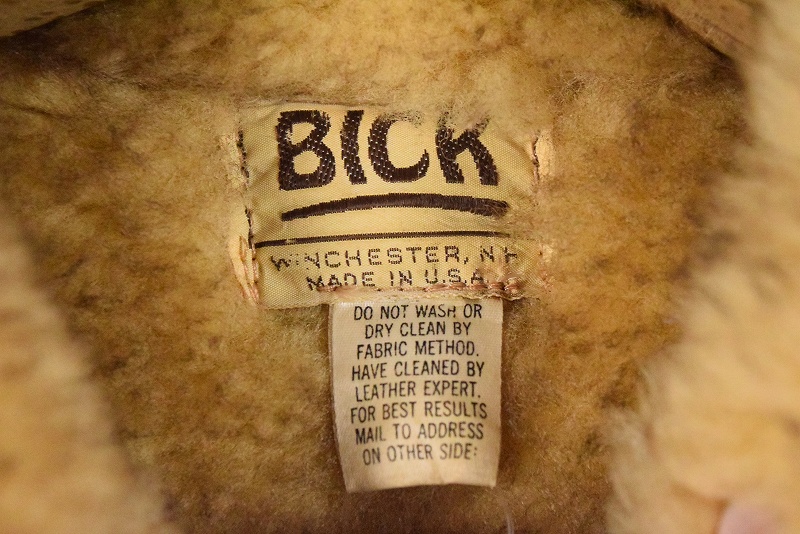 BICK
WINCHESTER, NH
MADE IN U.S.A.
DO NOT WASH OR
DRY CLEAN BY
FABRIC METHOD.
HAVE CLEANED BY
LEATHER EXPERT.
FOR BEST RESULTS
MAIL TO ADDRESS
ON OTHER SIDE: